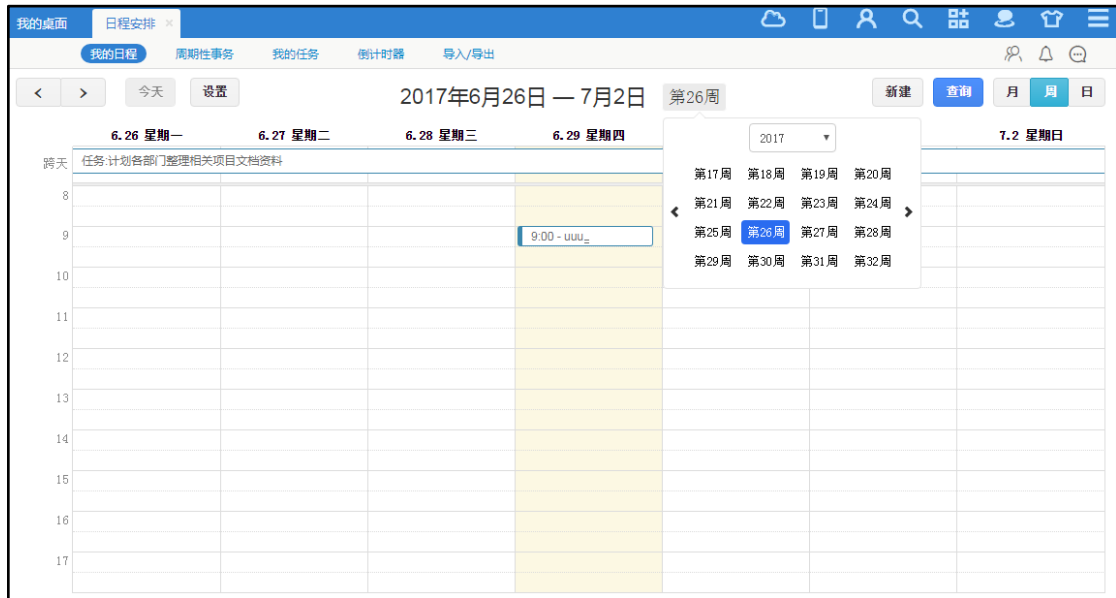 我的桌面 日程安排 ×
我的日程 周期性事务 我的任务 倒计时器 导入/导出
今天 设置 2017年6月26日 — 7月2日 第26周 新建 查询 月 周 日
6.26 星期一 6.27 星期二 6.28 星期三 6.29 星期四 7.2 星期日
2017
跨天 任务:计划各部门整理相关项目文档资料
第17周 第18周 第19周 第20周
8
第21周 第22周 第23周 第24周
9 9:00 - uuu_
第25周 第26周 第27周 第28周
第29周 第30周 第31周 第32周
10
11
12
13
14
15
16
17